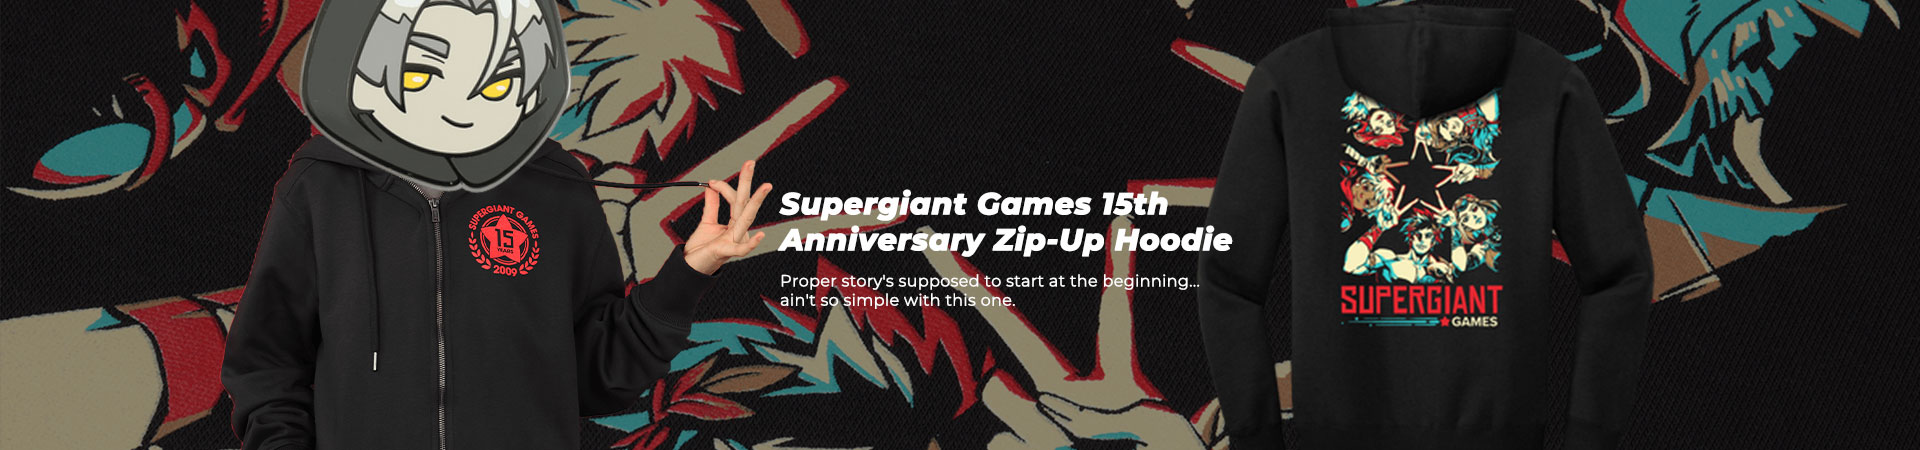 SUPERGIANT GAMES
15
YEARS
2009
Supergiant Games 15th
Anniversary Zip-Up Hoodie
Proper story's supposed to start at the beginning...
ain't so simple with this one.
SUPERGIANT
GAMES